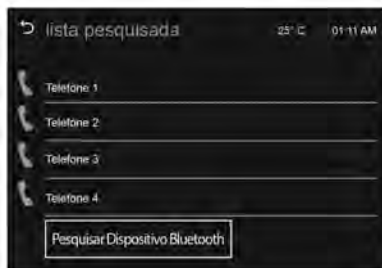 lista pesquisada 25° C 01:11 AM
Telefone 1
Telefone 2
Telefone 3
Telefone 4
Pesquisar Dispositivo Bluetooth